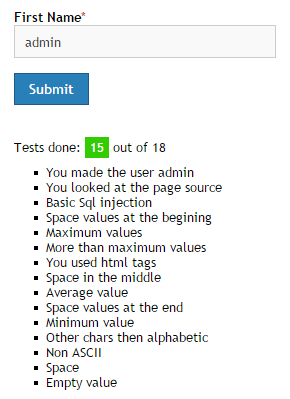 First Name*
admin
Submit
Tests done: 15 out of 18
You made the user admin
You looked at the page source
Basic Sql injection
Space values at the begining
Maximum values
More than maximum values
You used html tags
Space in the middle
Average value
Space values at the end
Minimum value
Other chars then alphabetic
Non ASCII
Space
Empty value